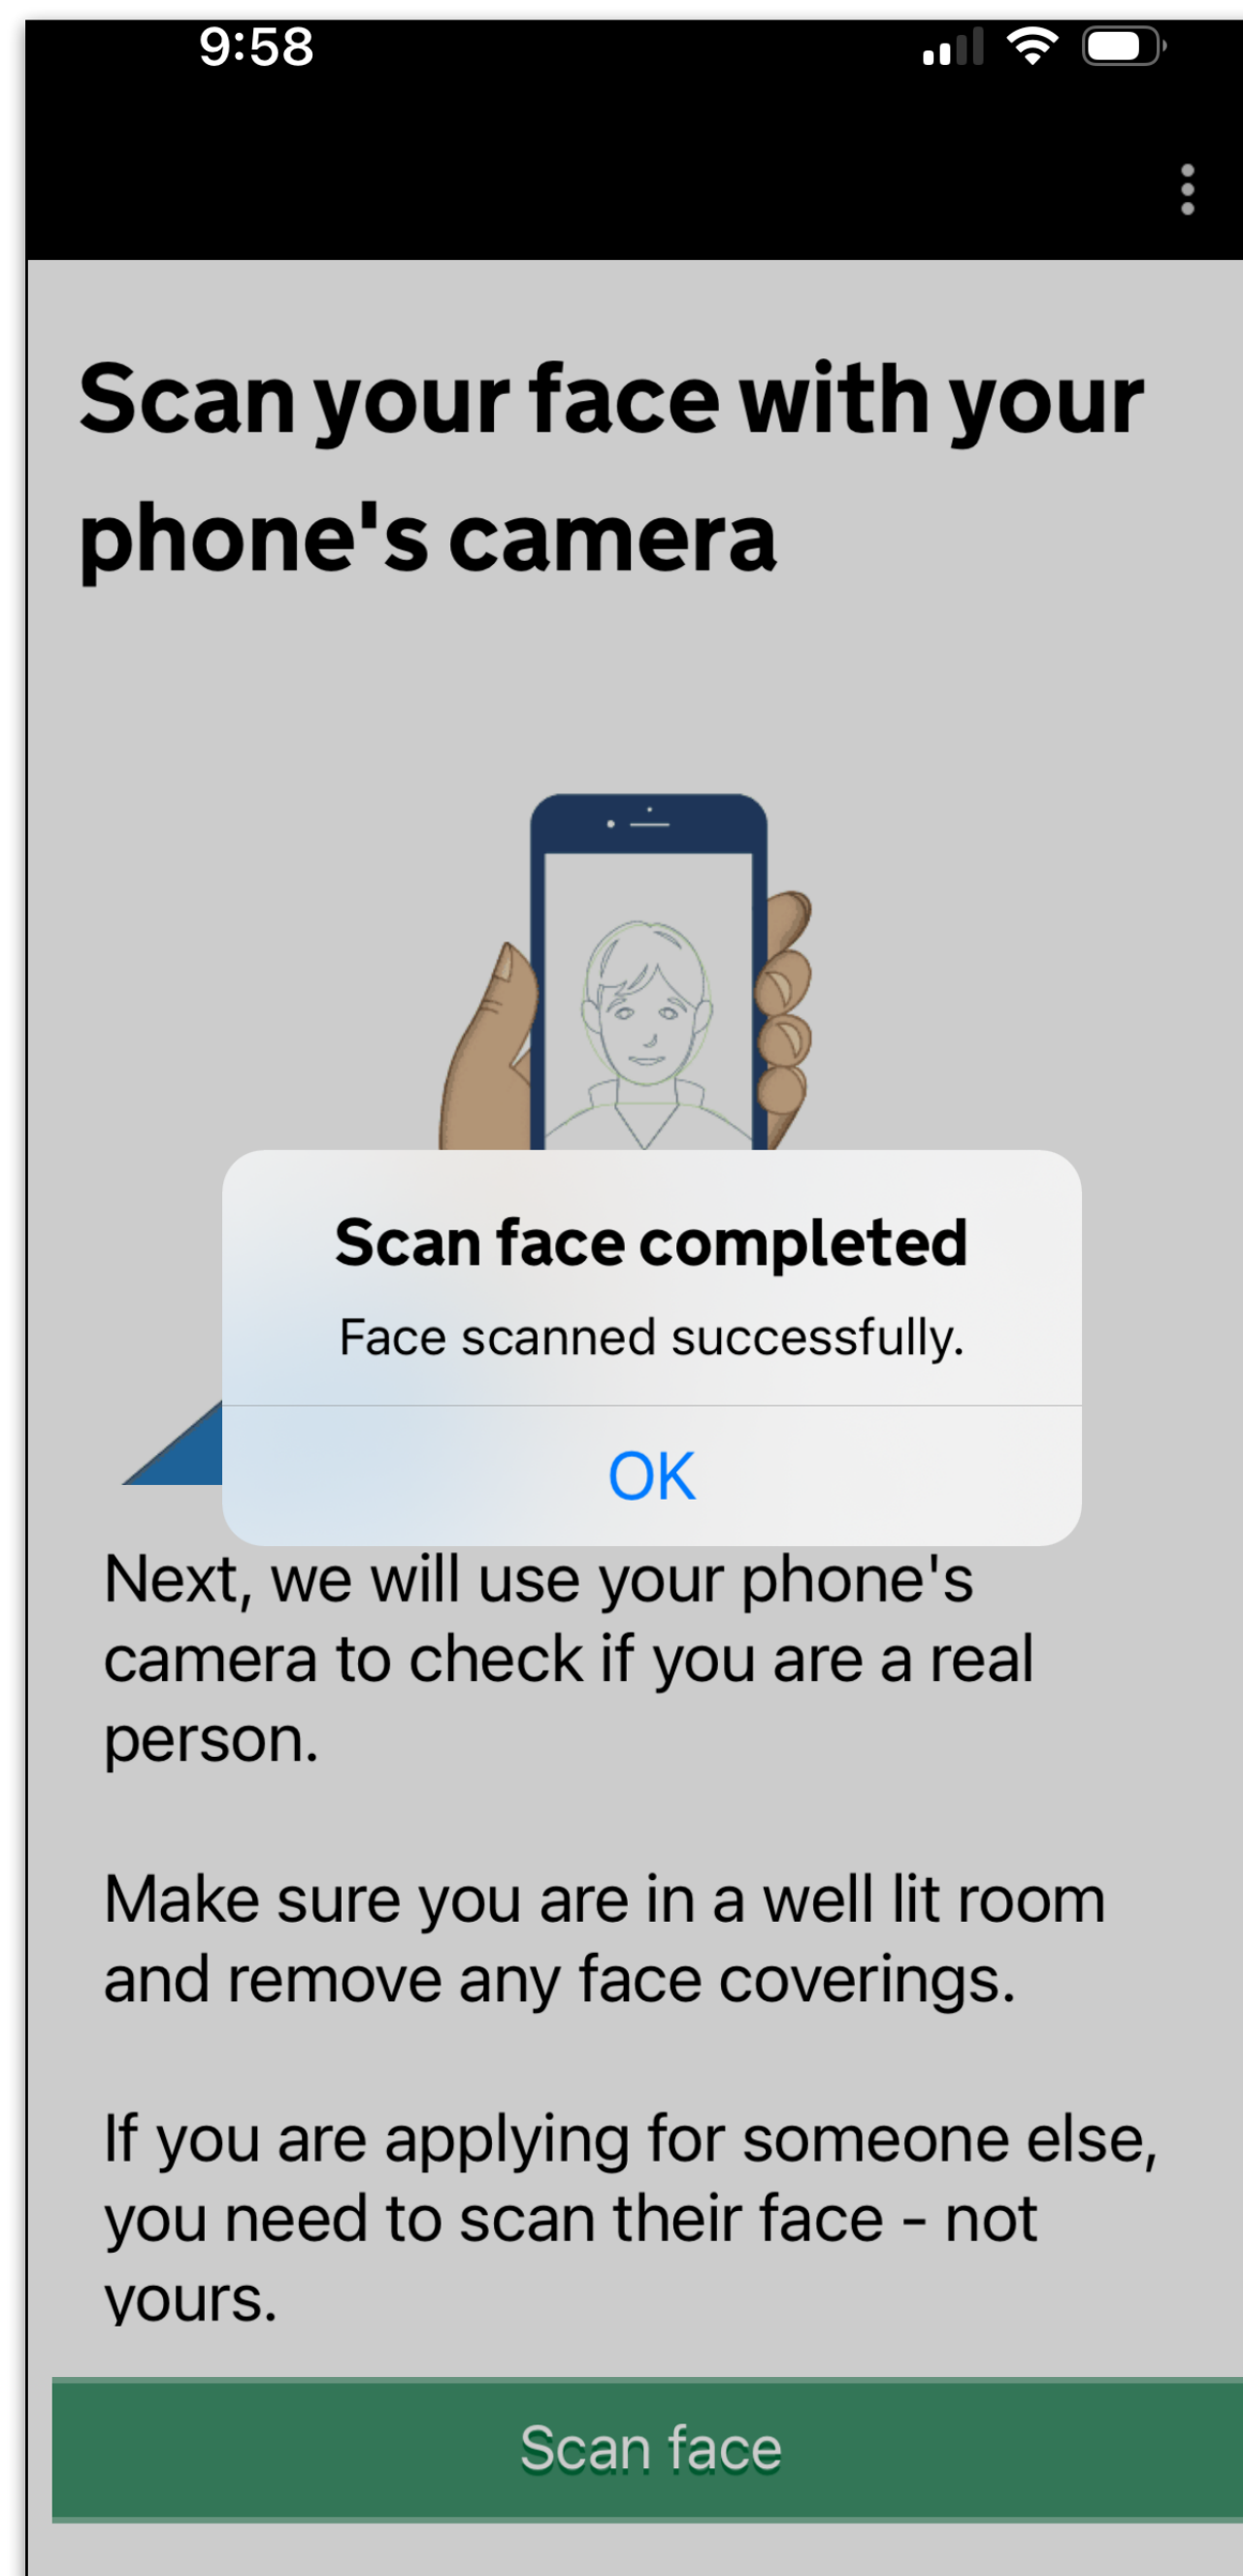 9:58
Scan your face with your
phone's camera
Scan face completed
Face scanned successfully.
OK
Next, we will use your phone's
camera to check if you are a real
person.
Make sure you are in a well lit room
and remove any face coverings.
If you are applying for someone else,
you need to scan their face - not
yours.
Scan face